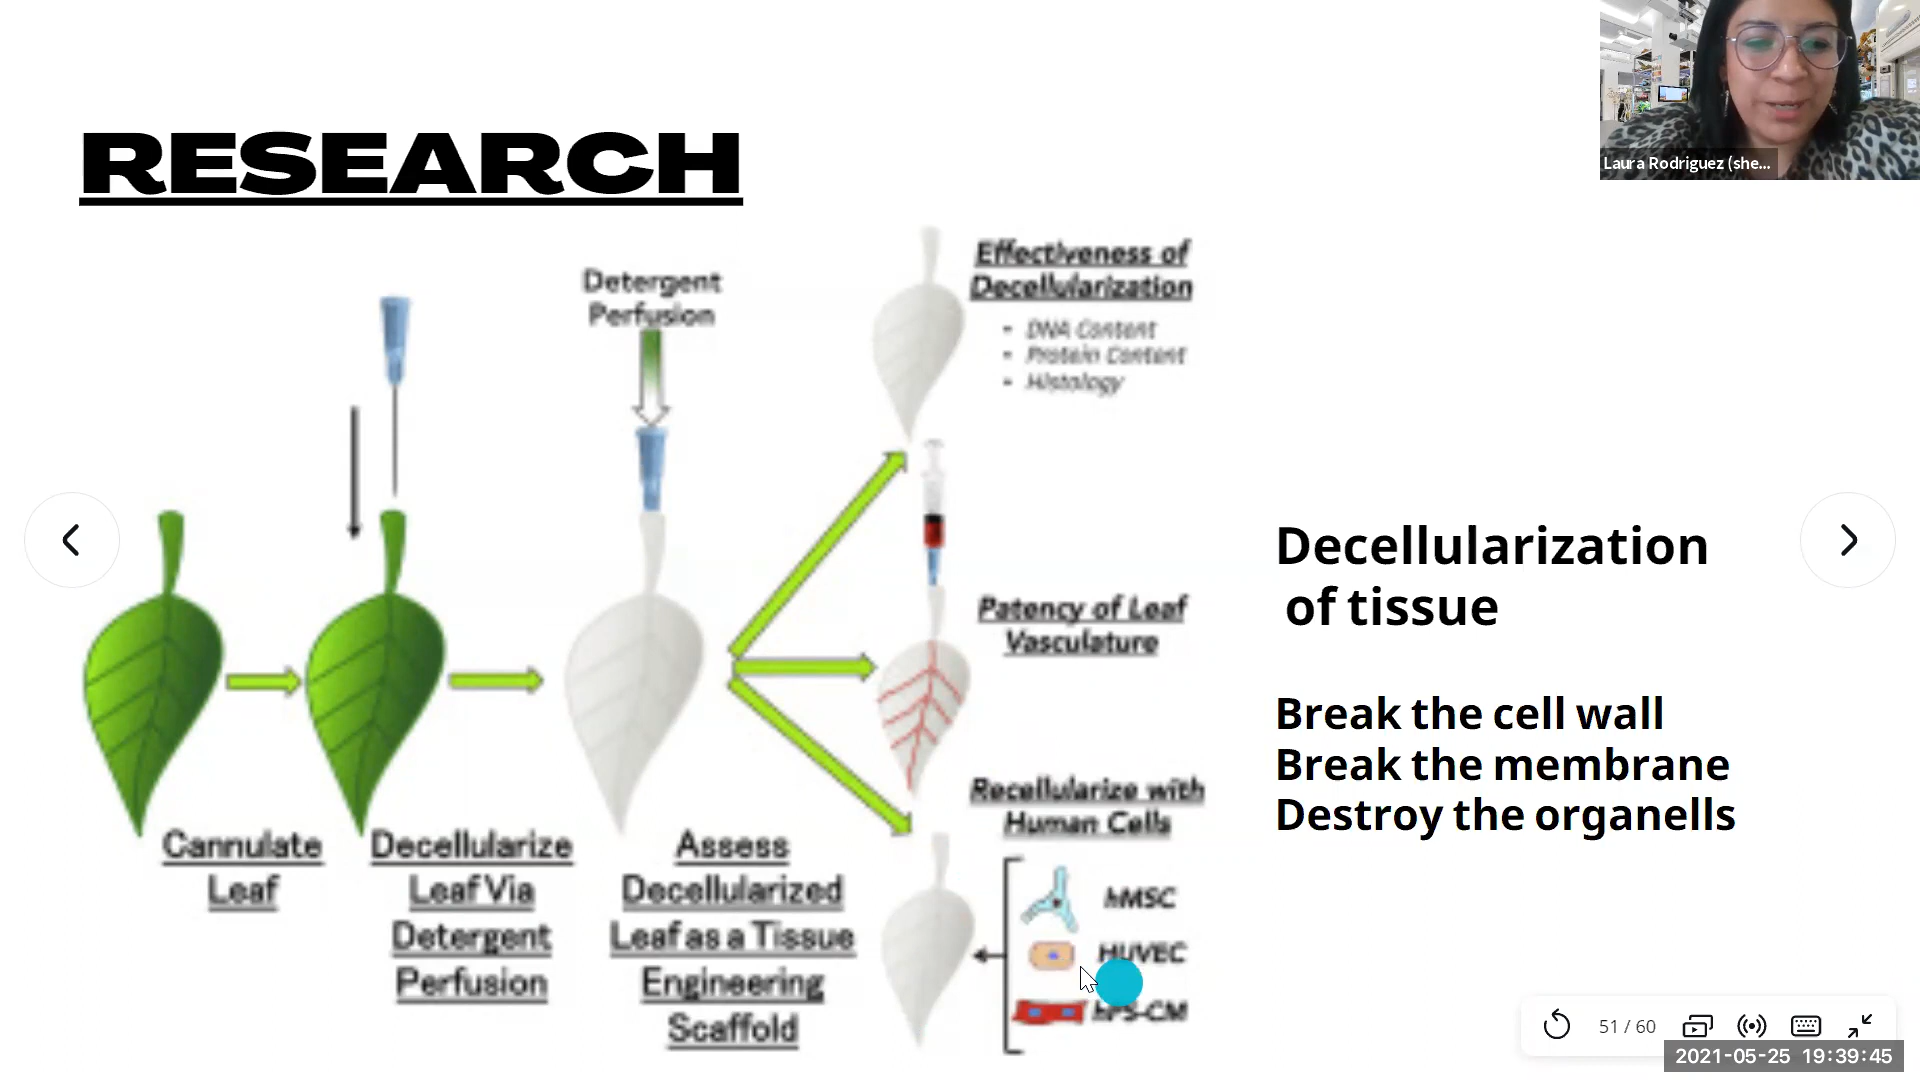 RESEARCH
Detergent
Perfusion
Effectiveness of
Decellularization
• DNA Content
• Protein Content
• Histology
Patency of Leaf
Vasculature
Recellularize with
Human Cells
hMSC
HUVEC
hPS-CM
Cannulate
Leaf
Decellularize
Leaf Via
Detergent
Perfusion
Assess
Decellularized
Leaf as a Tissue
Engineering
Scaffold
Decellularization
of tissue
Break the cell wall
Break the membrane
Destroy the organells
Laura Rodriguez (she...
51 / 60
2021-05-25 19:39:45